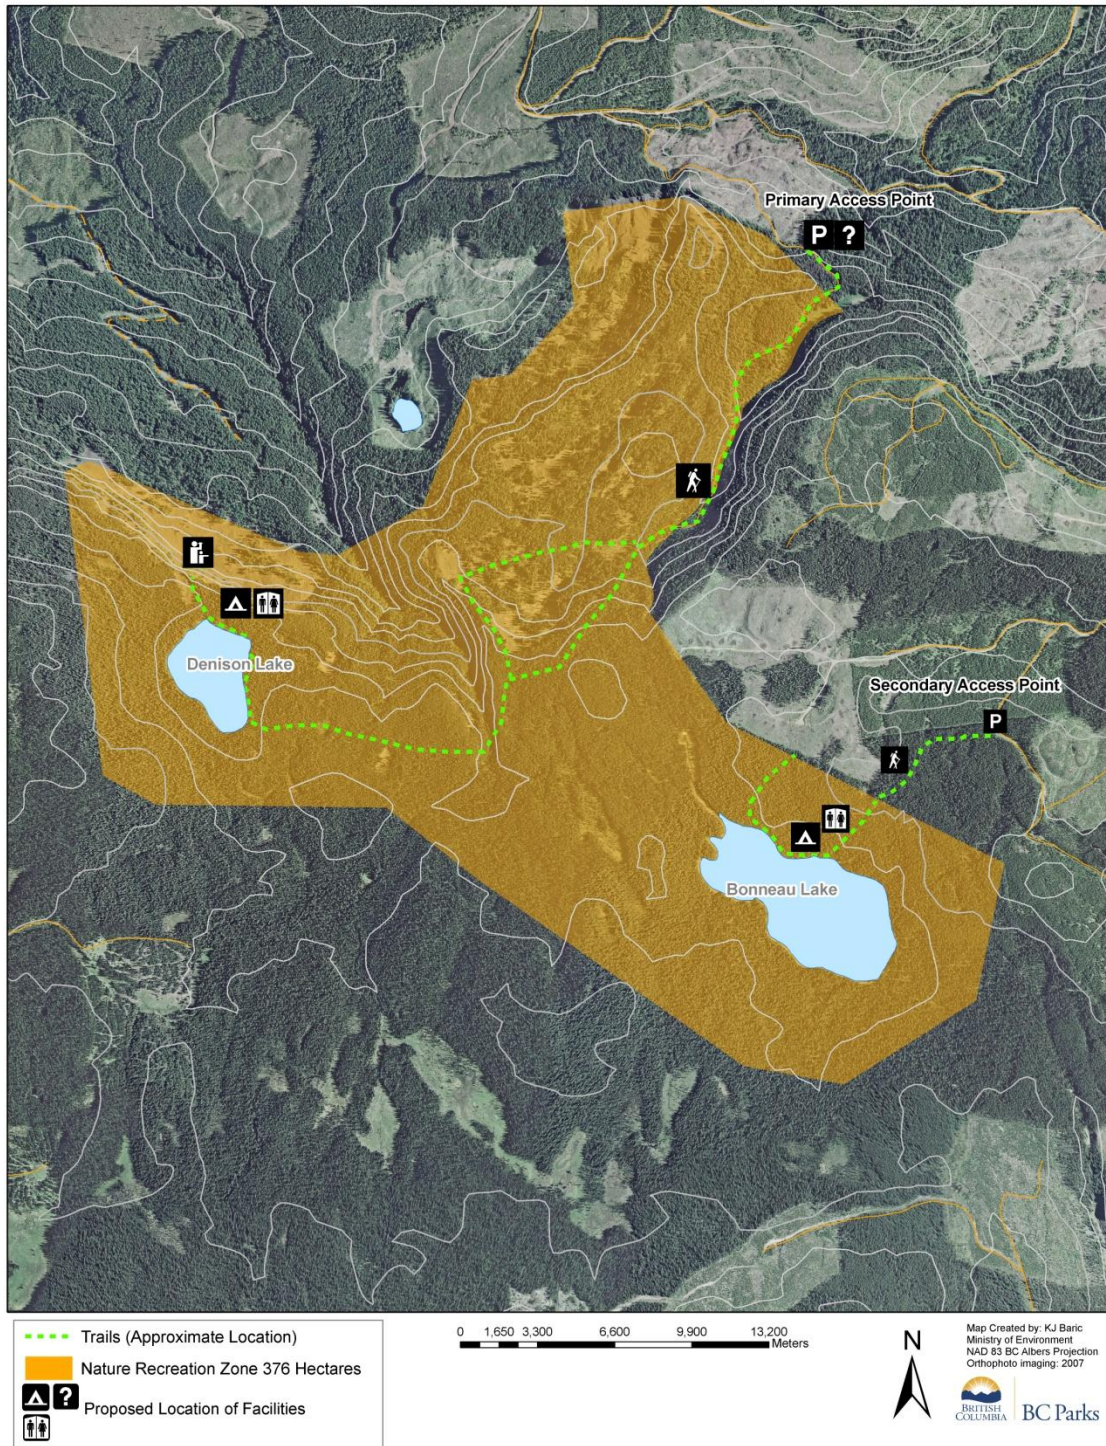 Primary Access Point
P ?
Denison Lake
Secondary Access Point
P
Bonneau Lake
Trails (Approximate Location)
Nature Recreation Zone 376 Hectares
?
Proposed Location of Facilities
0 1,650 3,300 6,600 9,900 13,200
Meters
N
Map Created by: KJ Baric
Ministry of Environment
NAD 83 BC Albers Projection
Orthophoto imaging: 2007
BRITISH
COLUMBIA
BC Parks